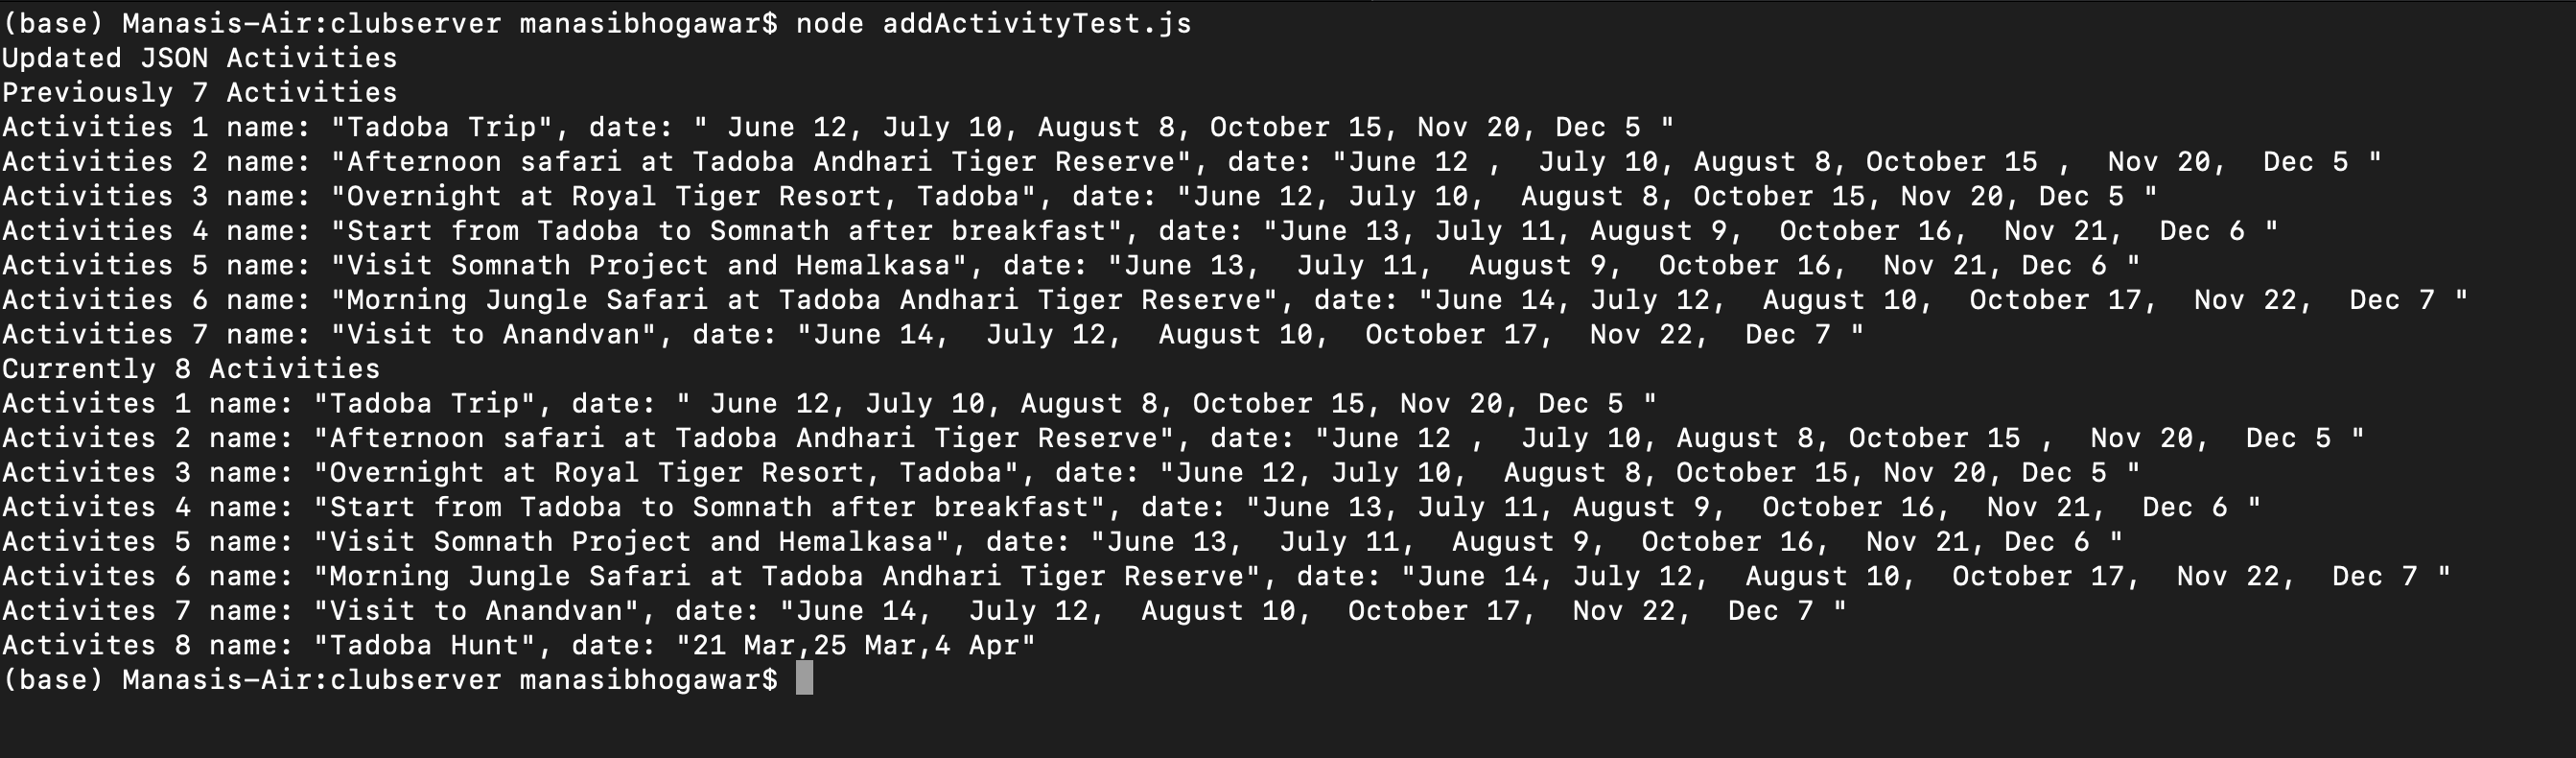 (base) Manasis-Air:clubserver manasibhogawar$ node addActivityTest.js
Updated JSON Activities
Previously 7 Activities
Activities 1 name: "Tadoba Trip", date: " June 12, July 10, August 8, October 15, Nov 20, Dec 5 "
Activities 2 name: "Afternoon safari at Tadoba Andhari Tiger Reserve", date: "June 12 ,  July 10, August 8, October 15 ,  Nov 20,  Dec 5 "
Activities 3 name: "Overnight at Royal Tiger Resort, Tadoba", date: "June 12, July 10,  August 8, October 15, Nov 20, Dec 5 "
Activities 4 name: "Start from Tadoba to Somnath after breakfast", date: "June 13, July 11, August 9,  October 16,  Nov 21,  Dec 6 "
Activities 5 name: "Visit Somnath Project and Hemalkasa", date: "June 13,  July 11,  August 9,  October 16,  Nov 21, Dec 6 "
Activities 6 name: "Morning Jungle Safari at Tadoba Andhari Tiger Reserve", date: "June 14, July 12,  August 10,  October 17,  Nov 22,  Dec 7 "
Activities 7 name: "Visit to Anandvan", date: "June 14,  July 12,  August 10,  October 17,  Nov 22,  Dec 7 "
Currently 8 Activities
Activites 1 name: "Tadoba Trip", date: " June 12, July 10, August 8, October 15, Nov 20, Dec 5 "
Activites 2 name: "Afternoon safari at Tadoba Andhari Tiger Reserve", date: "June 12 ,  July 10, August 8, October 15 ,  Nov 20,  Dec 5 "
Activites 3 name: "Overnight at Royal Tiger Resort, Tadoba", date: "June 12, July 10,  August 8, October 15, Nov 20, Dec 5 "
Activites 4 name: "Start from Tadoba to Somnath after breakfast", date: "June 13, July 11, August 9,  October 16,  Nov 21,  Dec 6 "
Activites 5 name: "Visit Somnath Project and Hemalkasa", date: "June 13,  July 11,  August 9,  October 16,  Nov 21, Dec 6 "
Activites 6 name: "Morning Jungle Safari at Tadoba Andhari Tiger Reserve", date: "June 14, July 12,  August 10,  October 17,  Nov 22,  Dec 7 "
Activites 7 name: "Visit to Anandvan", date: "June 14,  July 12,  August 10,  October 17,  Nov 22,  Dec 7 "
Activites 8 name: "Tadoba Hunt", date: "21 Mar,25 Mar,4 Apr"
(base) Manasis-Air:clubserver manasibhogawar$